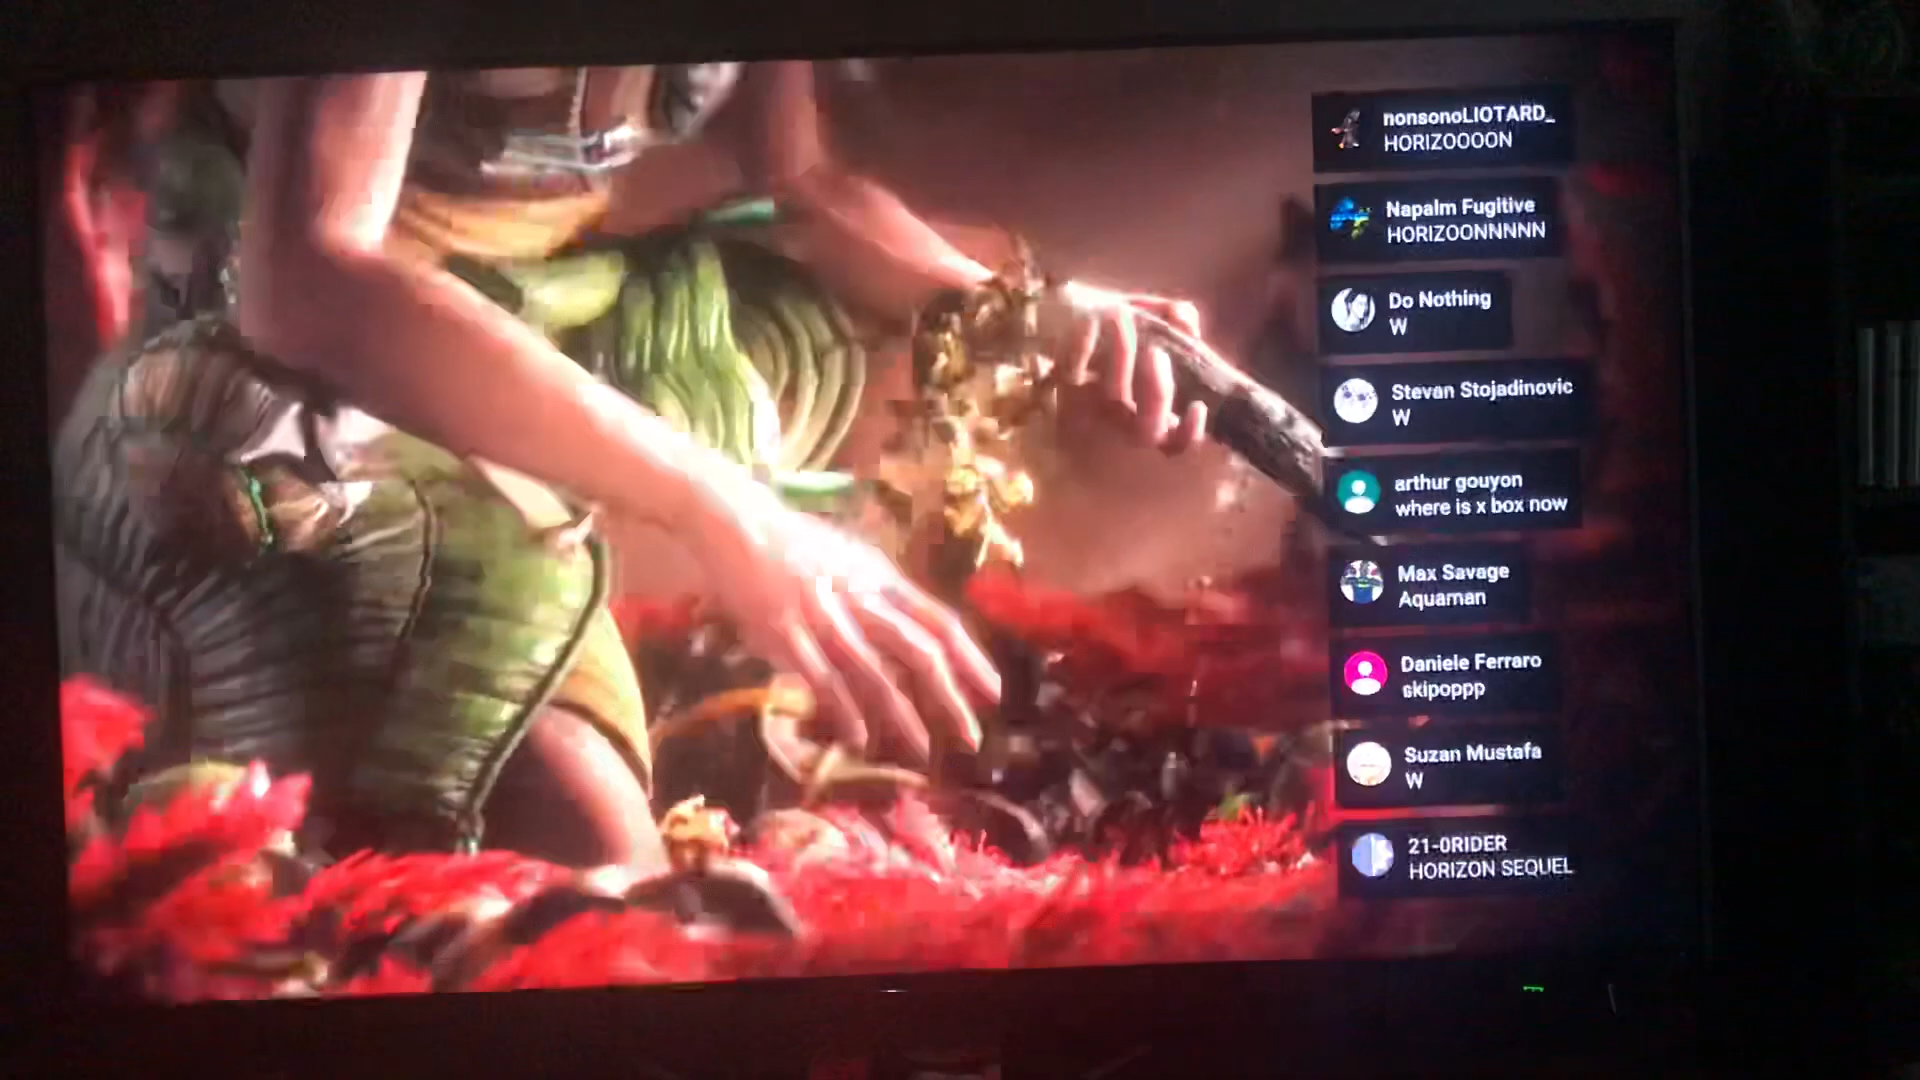 nonsonoLIOTARD_
HORIZOOOON
Napalm Fugitive
HORIZOONNNNN
Do Nothing
W
Stevan Stojadinovic
W
arthur gouyon
where is x box now
Max Savage
Aquaman
Daniele Ferraro
skipoppp
Suzan Mustafa
W
21-0RIDER
HORIZON SEQUEL